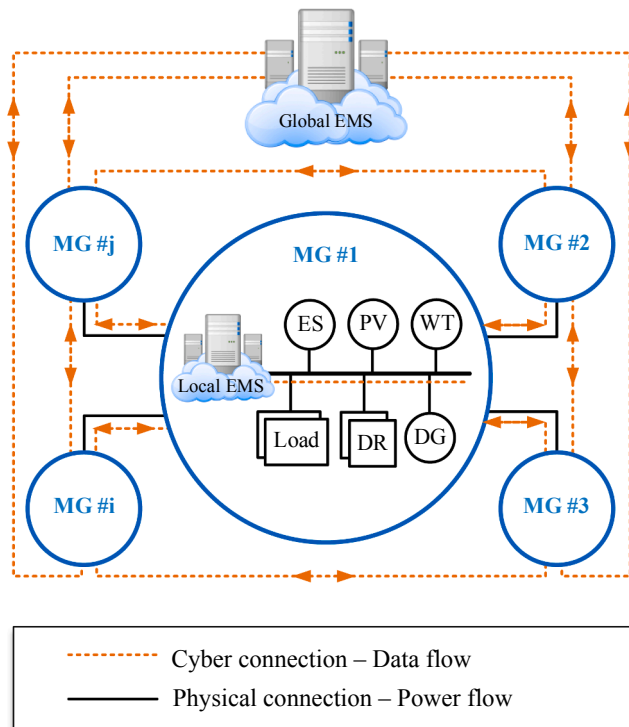 Global EMS
MG #j
MG #2
MG #1
ES
PV
WT
Local EMS
Load
DR
DG
MG #i
MG #3
Cyber connection – Data flow
Physical connection – Power flow